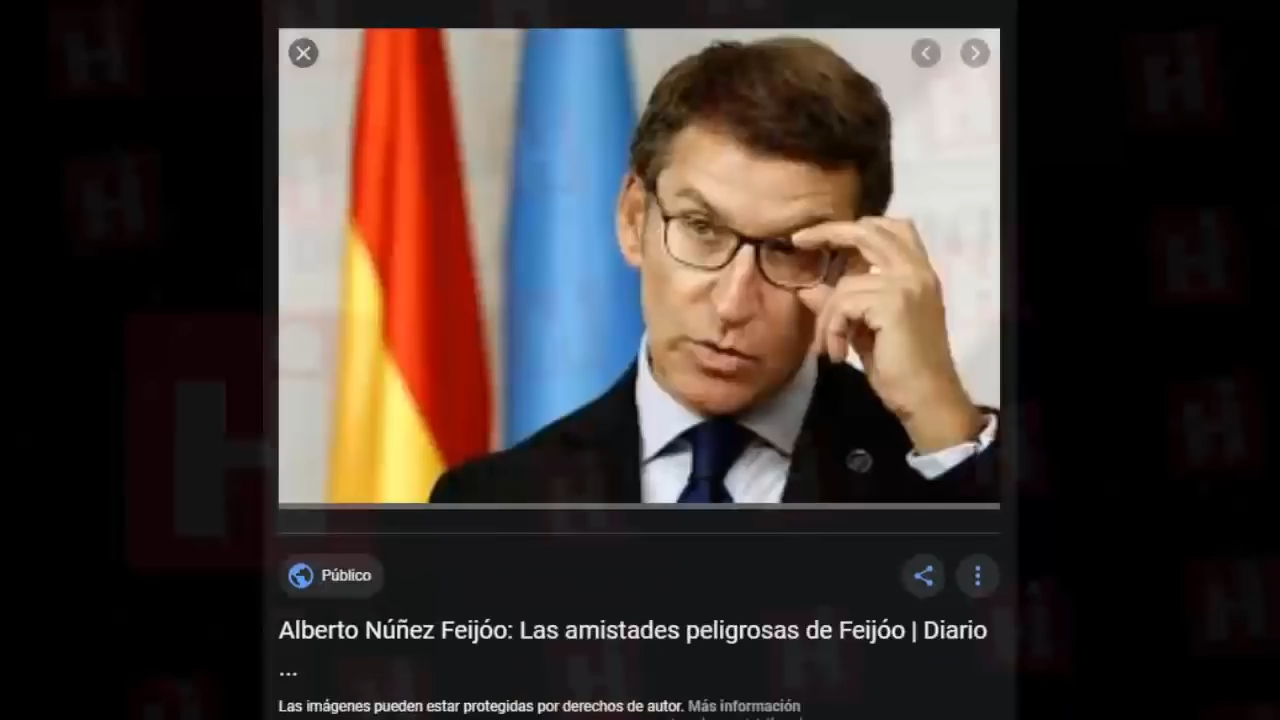 Público
Alberto Núñez Feijóo: Las amistades peligrosas de Feijóo | Diario
...
Las imágenes pueden estar protegidas por derechos de autor. Más información